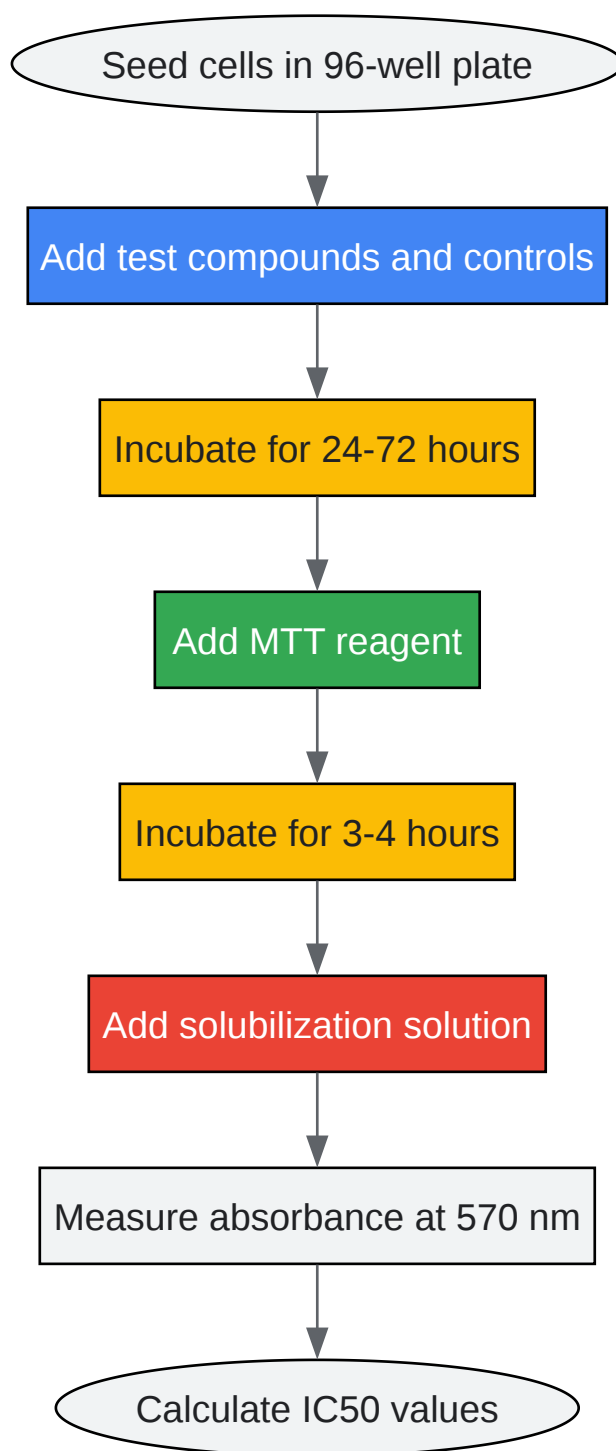 Seed cells in 96-well plate
Add test compounds and controls
Incubate for 24-72 hours
Add MTT reagent
Incubate for 3-4 hours
Add solubilization solution
Measure absorbance at 570 nm
Calculate IC50 values